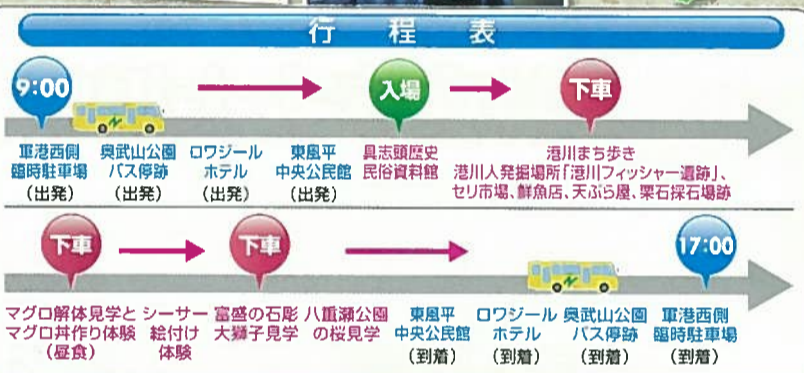 行程表
9:00
入場
下車
軍港西側
臨時駐車場
(出発)
奥武山公園
バス停跡
(出発)
ロワジール
ホテル
(出発)
東風平
中央公民館
(出発)
具志頭歴史
民俗資料館
港川まち歩き
港川人発掘場所「港川フィッシャー遺跡」、
セリ市場、鮮魚店、天ぷら屋、粟石採石場跡
下車
下車
17:00
マグロ解体見学と
マグロ丼作り体験
(昼食)
シーサー
絵付け
体験
富盛の石彫
大獅子見学
八重瀬公園
の桜見学
東風平
中央公民館
(到着)
ロワジール
ホテル
(到着)
奥武山公園
バス停跡
(到着)
軍港西側
臨時駐車場
(到着)